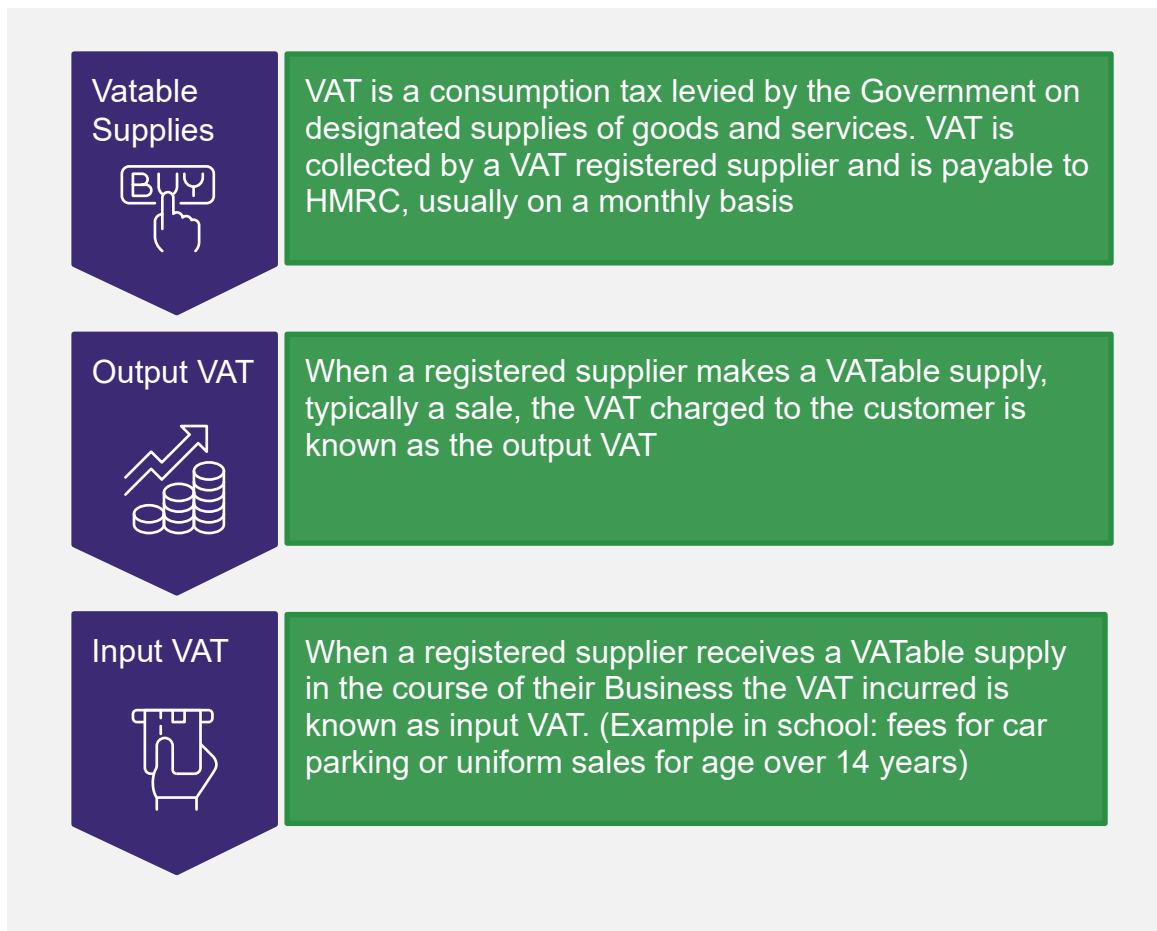 Vatable
Supplies
BUY
VAT is a consumption tax levied by the Government on
designated supplies of goods and services. VAT is
collected by a VAT registered supplier and is payable to
HMRC, usually on a monthly basis
Output VAT
When a registered supplier makes a VATable supply,
typically a sale, the VAT charged to the customer is
known as the output VAT
Input VAT
When a registered supplier receives a VATable supply
in the course of their Business the VAT incurred is
known as input VAT. (Example in school: fees for car
parking or uniform sales for age over 14 years)